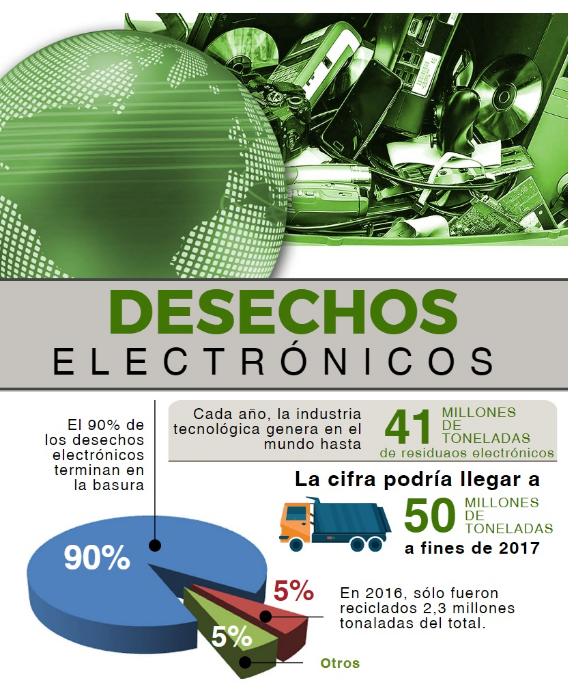 DESECHOS
ELECTRÓNICOS
El 90% de
los desechos
electrónicos
terminan en
la basura
Cada año, la industria
tecnológica genera en el
mundo hasta
41
MILLONES
DE
TONELADAS
de residuaos electrónicos
La cifra podría llegar a
50
MILLONES
DE
TONELADAS
a fines de 2017
90%
5%
En 2016, sólo fueron
reciclados 2,3 millones
tonaladas del total.
5%
Otros